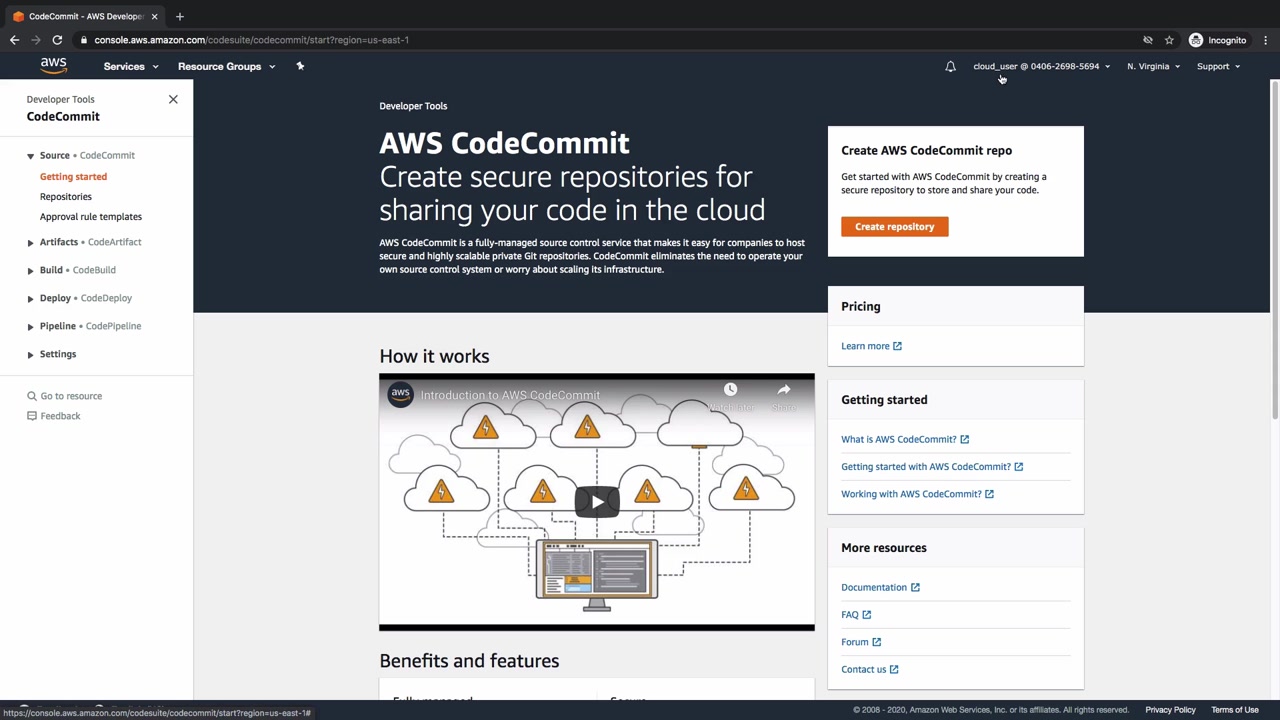 CodeCommit - AWS Developer
console.aws.amazon.com/codesuite/codecommit/start?region=us-east-1
Incognito
aws
Services
Resource Groups
cloud_user @ 0406-2698-5694
N. Virginia
Support
Developer Tools
CodeCommit
Source • CodeCommit
Getting started
Repositories
Approval rule templates
Artifacts • CodeArtifact
Build • CodeBuild
Deploy • CodeDeploy
Pipeline • CodePipeline
Settings
Go to resource
Feedback
Developer Tools
AWS CodeCommit
Create secure repositories for
sharing your code in the cloud
AWS CodeCommit is a fully-managed source control service that makes it easy for companies to host
secure and highly scalable private Git repositories. CodeCommit eliminates the need to operate your
own source control system or worry about scaling its infrastructure.
Create AWS CodeCommit repo
Get started with AWS CodeCommit by creating a
secure repository to store and share your code.
Create repository
Pricing
Learn more
How it works
aws
Introduction to AWS CodeCommit
Watch later
Share
Getting started
What is AWS CodeCommit?
Getting started with AWS CodeCommit?
Working with AWS CodeCommit?
More resources
Documentation
FAQ
Forum
Contact us
Benefits and features
Fully managed
Secure
https://console.aws.amazon.com/codesuite/codecommit/start?region=us-east-1#
© 2008 - 2020, Amazon Web Services, Inc. or its affiliates. All rights reserved.
Privacy Policy
Terms of Use